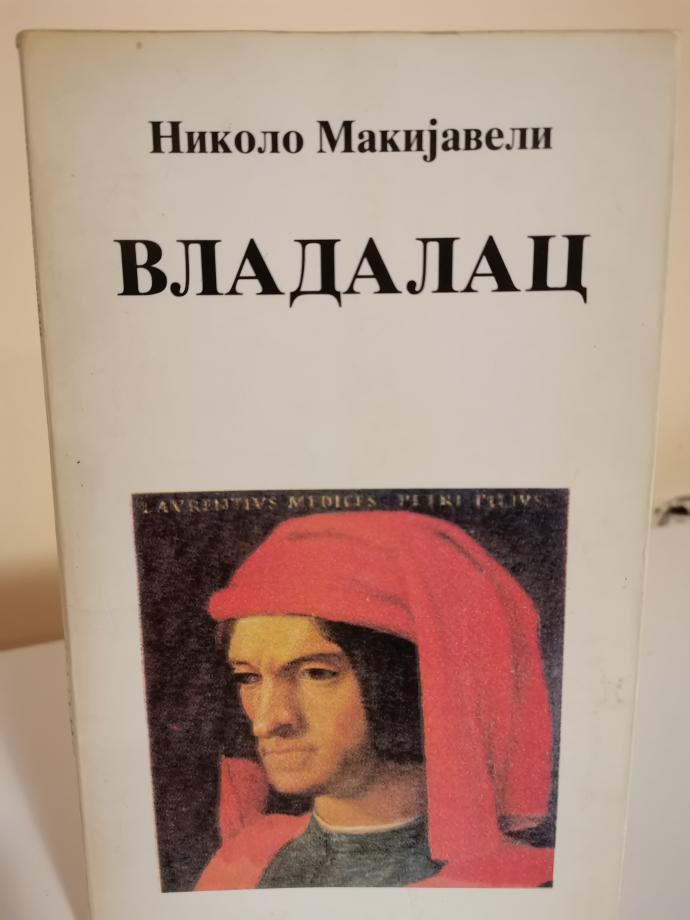 Николо Макијавели
ВЛАДАЛАЦ
LAVRENTIVS MEDICES PETRI FILIVS